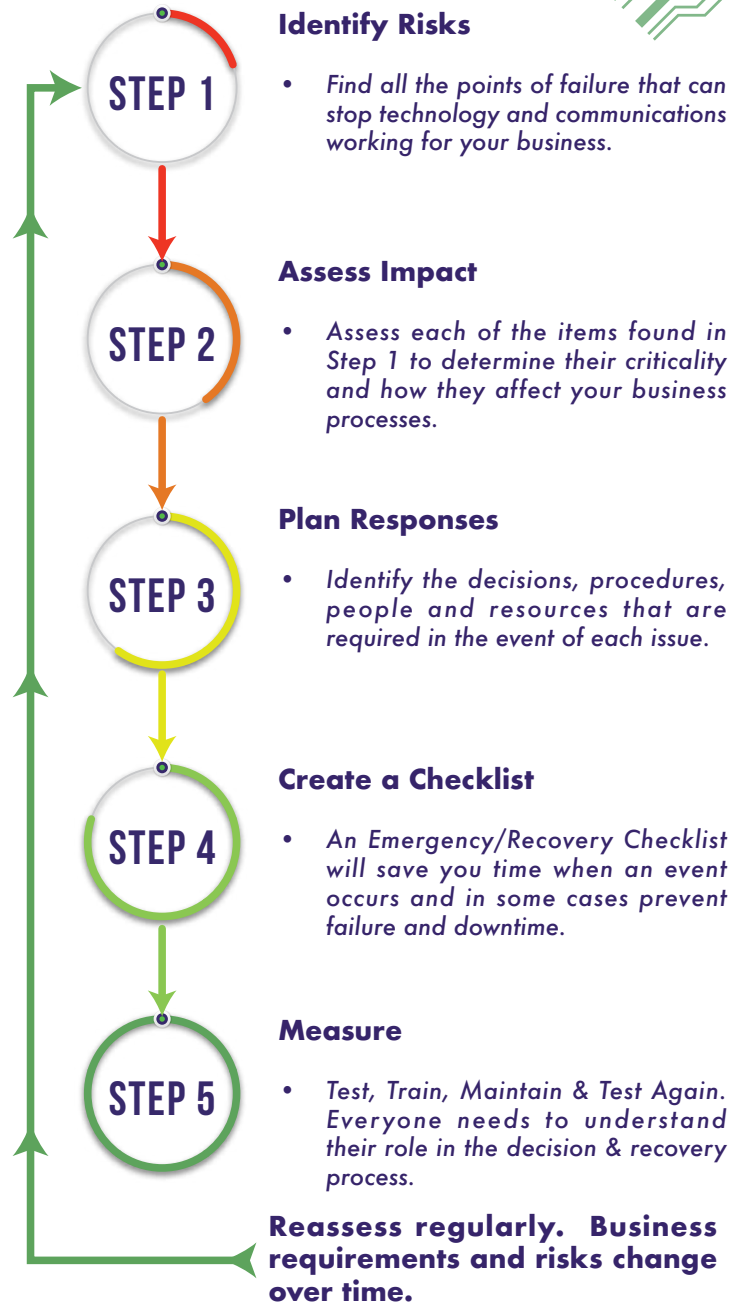 Identify Risks
STEP 1
• Find all the points of failure that can
stop technology and communications
working for your business.
Assess Impact
STEP 2
• Assess each of the items found in
Step 1 to determine their criticality
and how they affect your business
processes.
Plan Responses
STEP 3
• Identify the decisions, procedures,
people and resources that are
required in the event of each issue.
Create a Checklist
STEP 4
• An Emergency/Recovery Checklist
will save you time when an event
occurs and in some cases prevent
failure and downtime.
Measure
STEP 5
• Test, Train, Maintain & Test Again.
Everyone needs to understand
their role in the decision & recovery
process.
Reassess regularly. Business
requirements and risks change
over time.